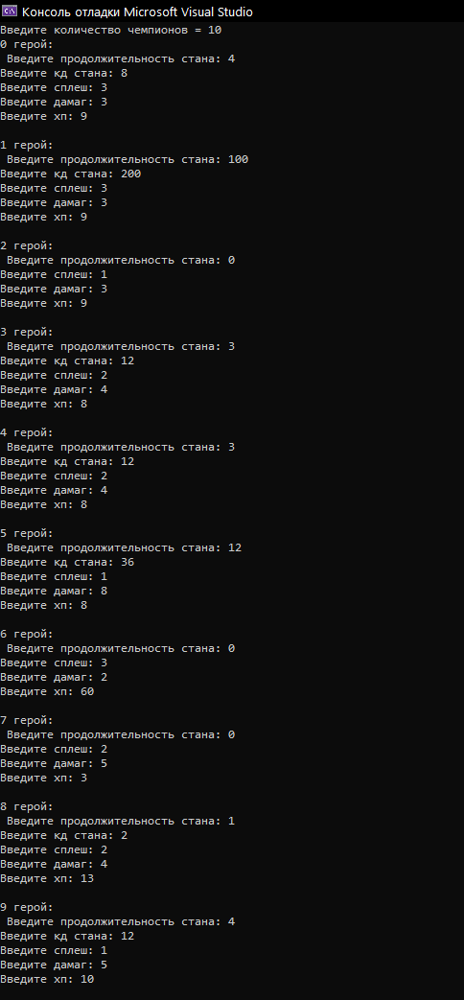 Консоль отладки Microsoft Visual Studio
Введите количество чемпионов = 10
0 герой:
Введите продолжительность стана: 4
Введите кд стана: 8
Введите сплеш: 3
Введите дамаг: 3
Введите хп: 9
1 герой:
Введите продолжительность стана: 100
Введите кд стана: 200
Введите сплеш: 3
Введите дамаг: 3
Введите хп: 9
2 герой:
Введите продолжительность стана: 0
Введите сплеш: 1
Введите дамаг: 3
Введите хп: 9
3 герой:
Введите продолжительность стана: 3
Введите кд стана: 12
Введите сплеш: 2
Введите дамаг: 4
Введите хп: 8
4 герой:
Введите продолжительность стана: 3
Введите кд стана: 12
Введите сплеш: 2
Введите дамаг: 4
Введите хп: 8
5 герой:
Введите продолжительность стана: 12
Введите кд стана: 36
Введите сплеш: 1
Введите дамаг: 8
Введите хп: 8
6 герой:
Введите продолжительность стана: 0
Введите сплеш: 3
Введите дамаг: 2
Введите хп: 60
7 герой:
Введите продолжительность стана: 0
Введите сплеш: 2
Введите дамаг: 5
Введите хп: 3
8 герой:
Введите продолжительность стана: 1
Введите кд стана: 2
Введите сплеш: 2
Введите дамаг: 4
Введите хп: 13
9 герой:
Введите продолжительность стана: 4
Введите кд стана: 12
Введите сплеш: 1
Введите дамаг: 5
Введите хп: 10